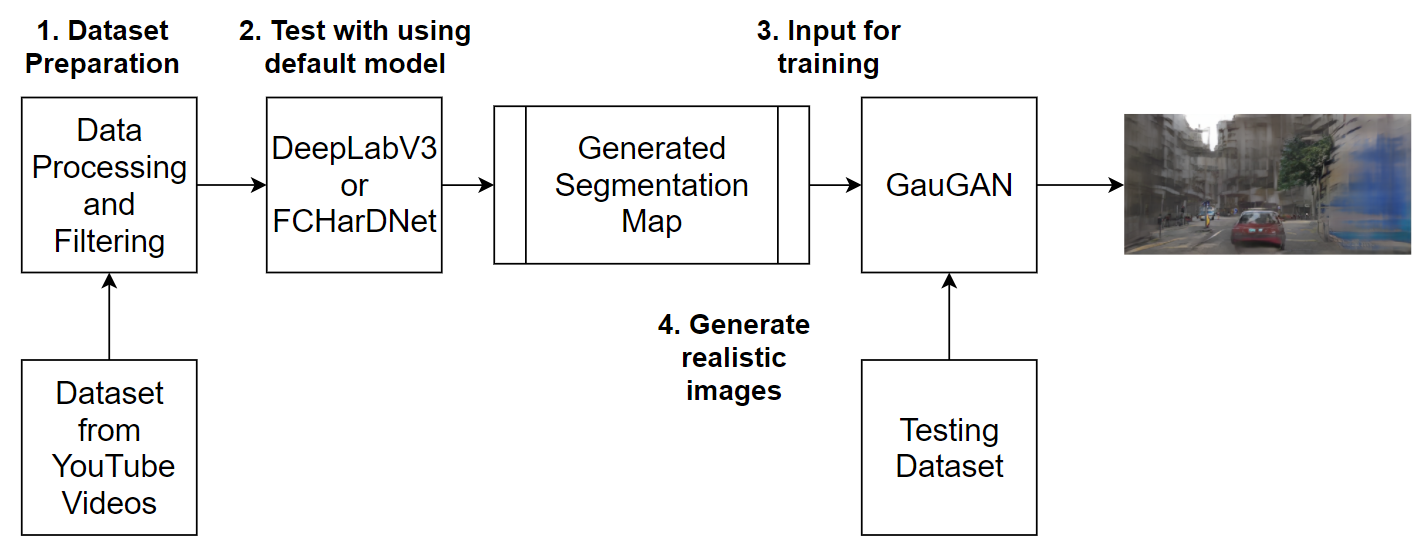 1. Dataset
Preparation
2. Test with using
default model
3. Input for
training
Data
Processing
and
Filtering
DeepLabV3
or
FCHarDNet
Generated
Segmentation
Map
GauGAN
4. Generate
realistic
images
Dataset
from
YouTube
Videos
Testing
Dataset